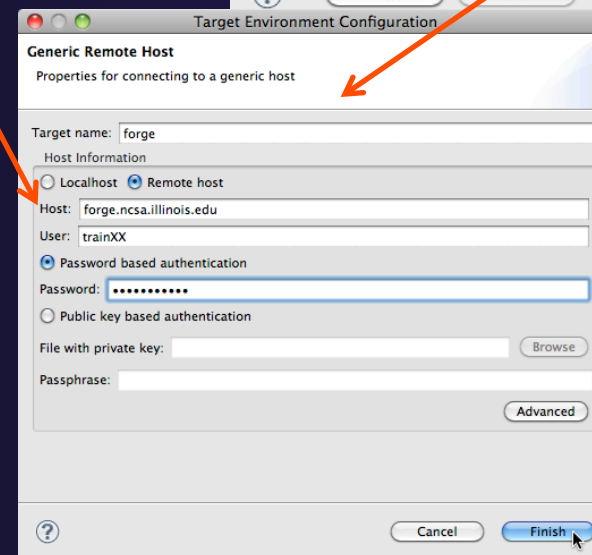 Target Environment Configuration
Generic Remote Host
Properties for connecting to a generic host
Target name: forge
Host Information
Localhost Remote host
Host: forge.ncsa.illinois.edu
User: trainXX
Password based authentication
Password: •••••••••••
Public key based authentication
File with private key: Browse
Passphrase:
Advanced
? Cancel Finish